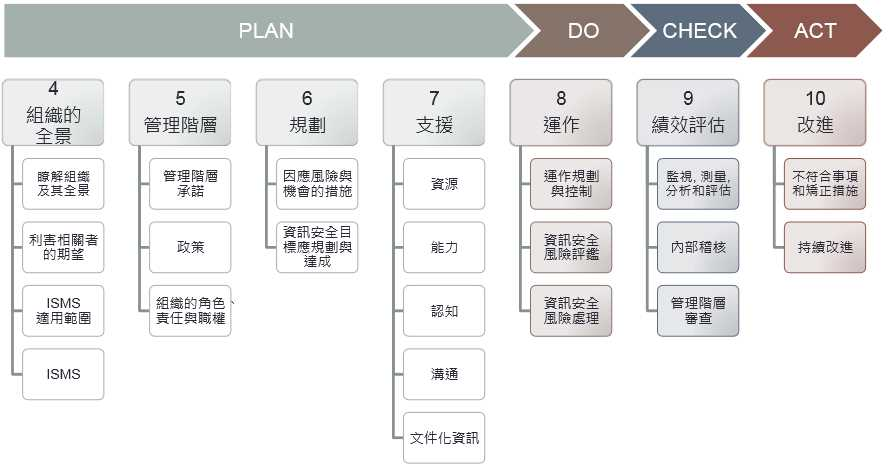 PLAN
DO
CHECK
ACT
4
組織的
全景
瞭解組織
及其全景
利害相關者
的期望
ISMS
適用範圍
ISMS
5
管理階層
管理階層
承諾
政策
組織的角色、
責任與職權
6
規劃
因應風險與
機會的措施
資訊安全目
標應規劃與
達成
7
支援
資源
能力
認知
溝通
文件化資訊
8
運作
運作規劃
與控制
資訊安全
風險評鑑
資訊安全
風險處理
9
績效評估
監視, 測量,
分析和評估
內部稽核
管理階層
審查
10
改進
不符合事項
和矯正措施
持續改進